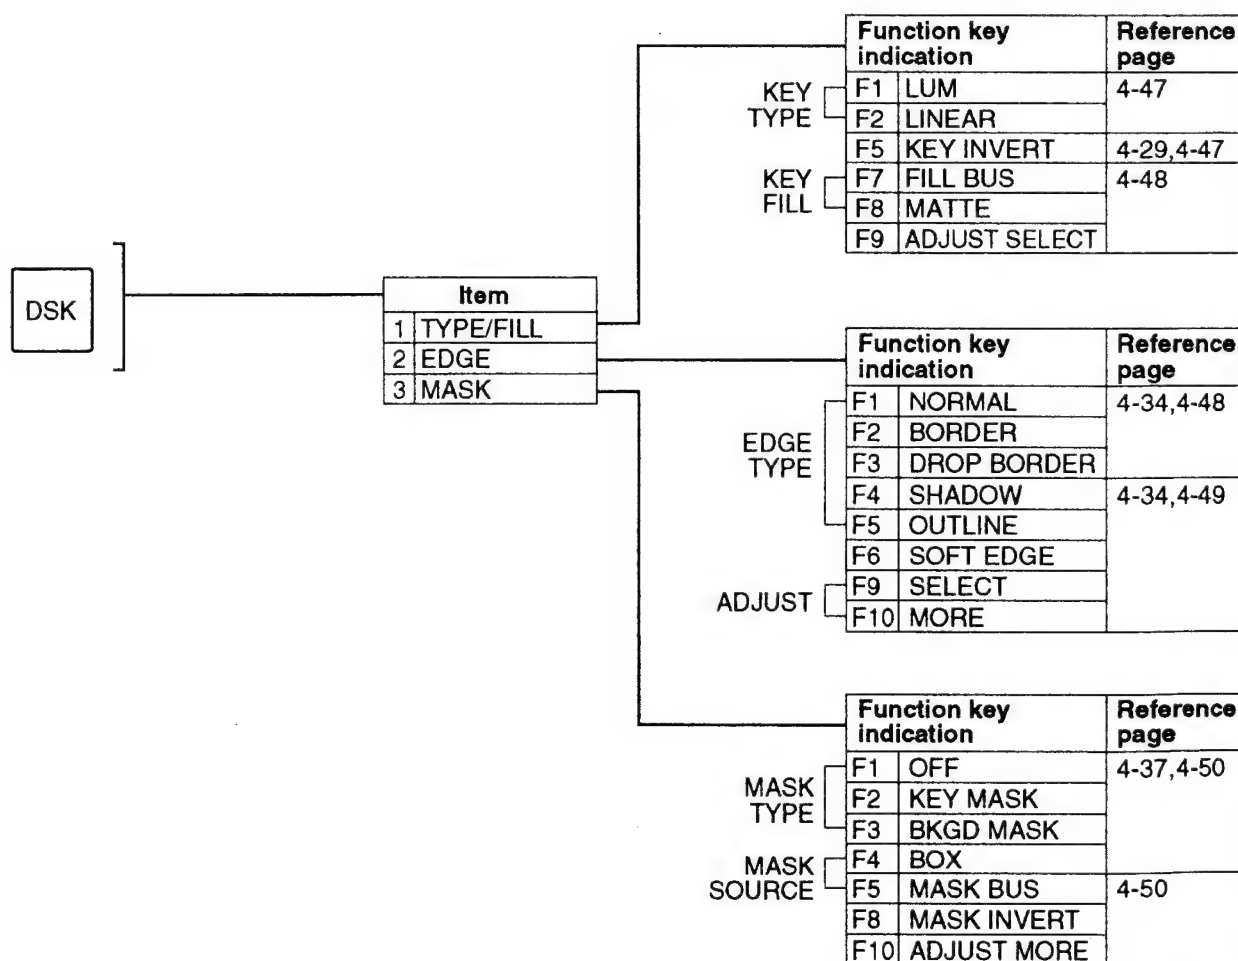 DSK
Item
1 TYPE/FILL
2 EDGE
3 MASK
Function key indication Reference page
KEY TYPE
F1 LUM 4-47
F2 LINEAR
F5 KEY INVERT 4-29,4-47
KEY FILL
F7 FILL BUS 4-48
F8 MATTE
F9 ADJUST SELECT
Function key indication Reference page
EDGE TYPE
F1 NORMAL 4-34,4-48
F2 BORDER
F3 DROP BORDER
F4 SHADOW 4-34,4-49
F5 OUTLINE
F6 SOFT EDGE
ADJUST
F9 SELECT
F10 MORE
Function key indication Reference page
MASK TYPE
F1 OFF 4-37,4-50
F2 KEY MASK
F3 BKGD MASK
MASK SOURCE
F4 BOX
F5 MASK BUS 4-50
F8 MASK INVERT
F10 ADJUST MORE